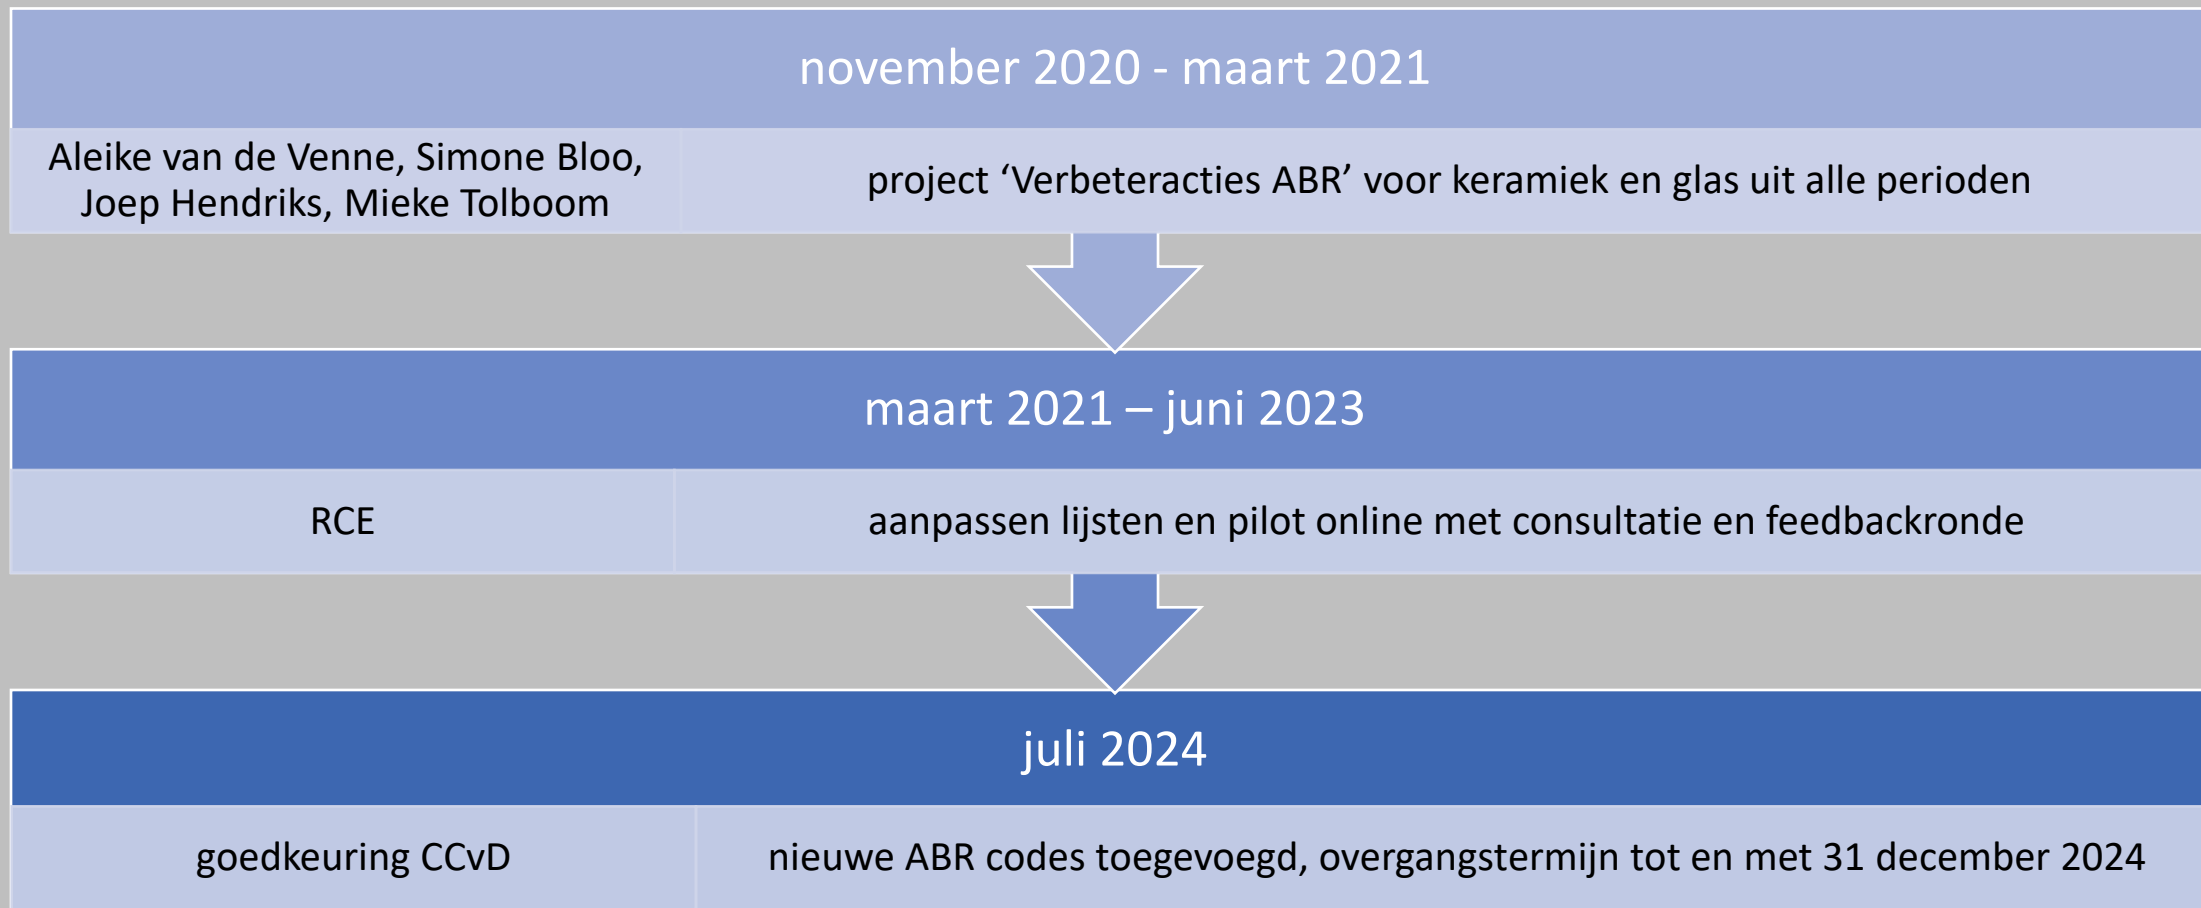 november 2020 - maart 2021
Aleike van de Venne, Simone Bloo,
Joep Hendriks, Mieke Tolboom
project ‘Verbeteracties ABR’ voor keramiek en glas uit alle perioden
maart 2021 – juni 2023
RCE
aanpassen lijsten en pilot online met consultatie en feedbackronde
juli 2024
goedkeuring CCvD
nieuwe ABR codes toegevoegd, overgangstermijn tot en met 31 december 2024